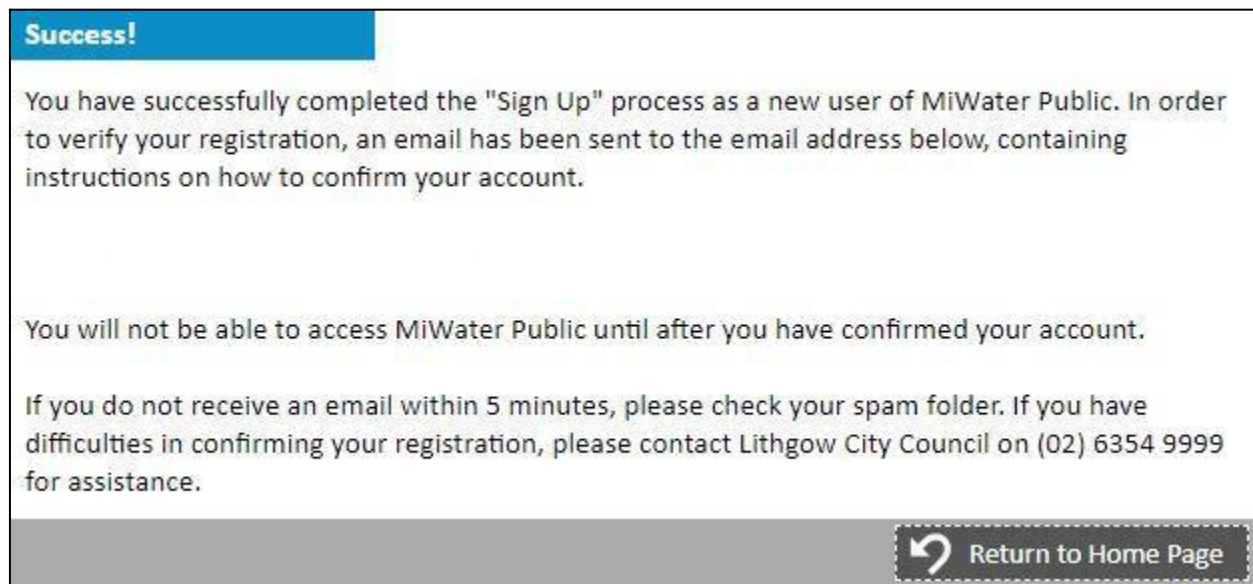 Success!
You have successfully completed the "Sign Up" process as a new user of MiWater Public. In order
to verify your registration, an email has been sent to the email address below, containing
instructions on how to confirm your account.
You will not be able to access MiWater Public until after you have confirmed your account.
If you do not receive an email within 5 minutes, please check your spam folder. If you have
difficulties in confirming your registration, please contact Lithgow City Council on (02) 6354 9999
for assistance.
Return to Home Page